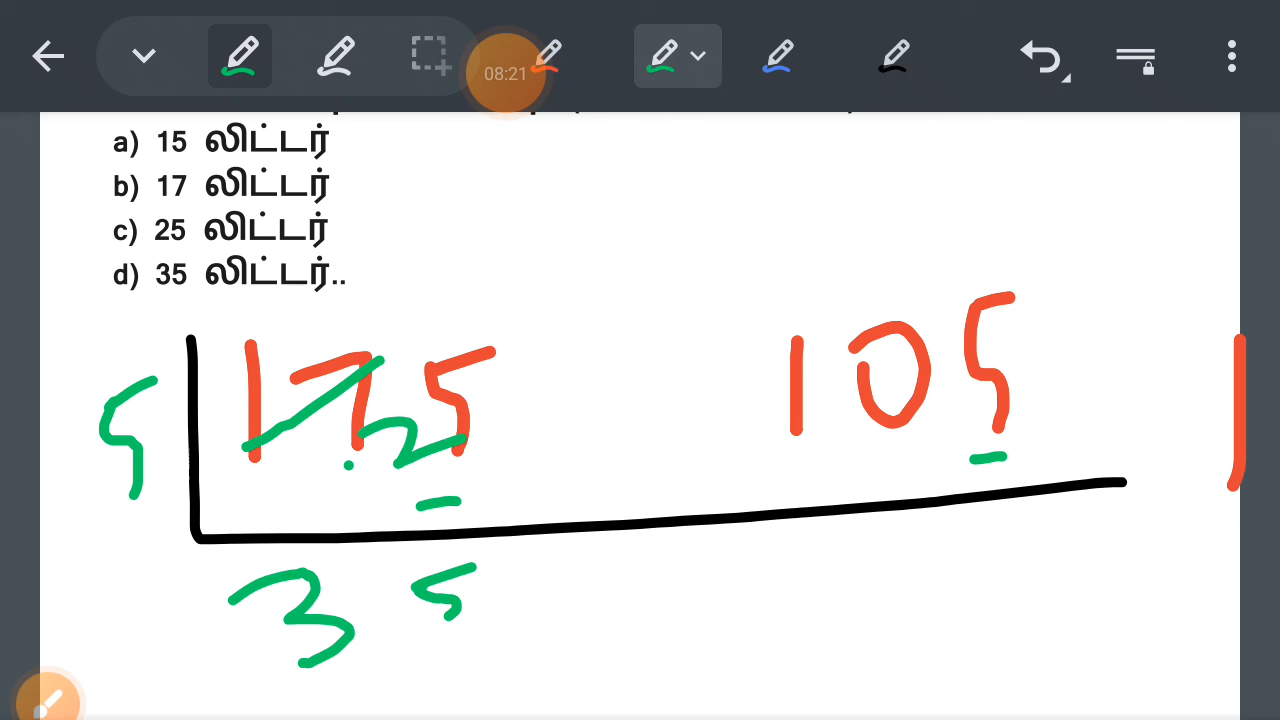 08:21
a) 15 லிட்டர்
b) 17 லிட்டர்
c) 25 லிட்டர்
d) 35 லிட்டர்..
5 175 105
35